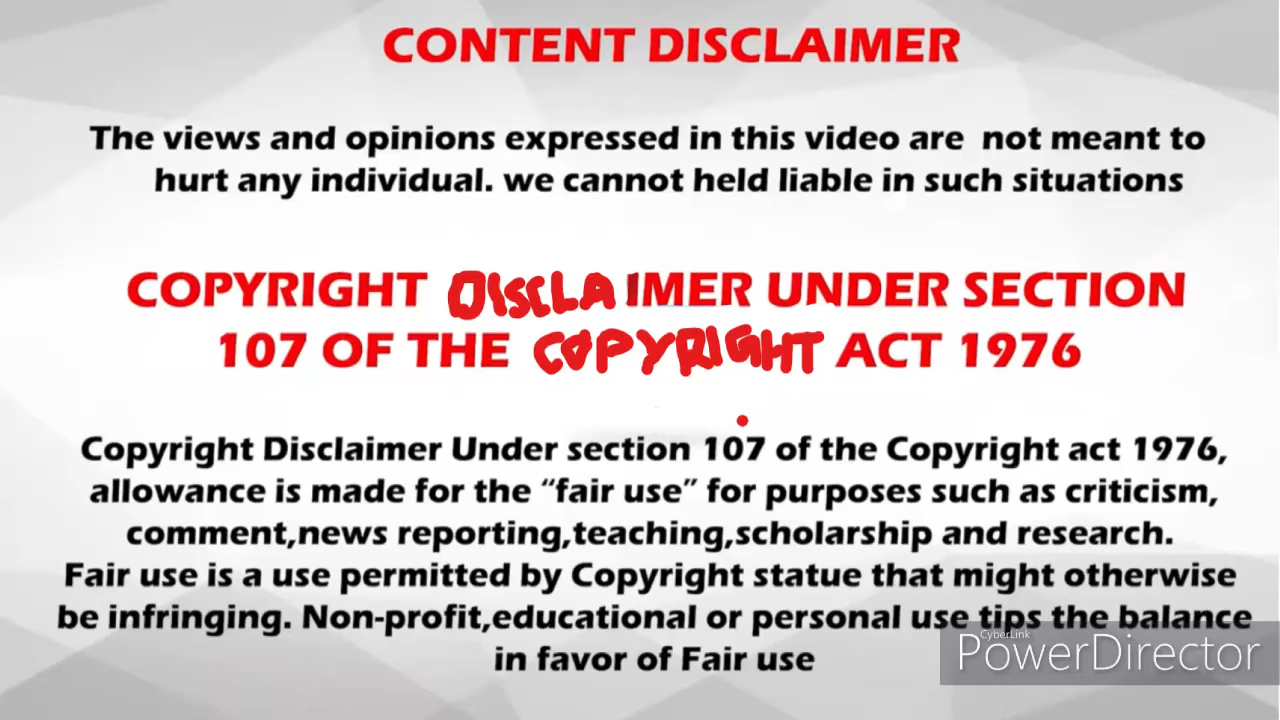 CONTENT DISCLAIMER
The views and opinions expressed in this video are not meant to
hurt any individual. we cannot held liable in such situations
COPYRIGHT DISCLAIMER UNDER SECTION
107 OF THE COPYRIGHT ACT 1976
Copyright Disclaimer Under section 107 of the Copyright act 1976,
allowance is made for the “fair use” for purposes such as criticism,
comment,news reporting,teaching,scholarship and research.
Fair use is a use permitted by Copyright statue that might otherwise
be infringing. Non-profit,educational or personal use tips the balance
in favor of Fair use
CyberLink
PowerDirector